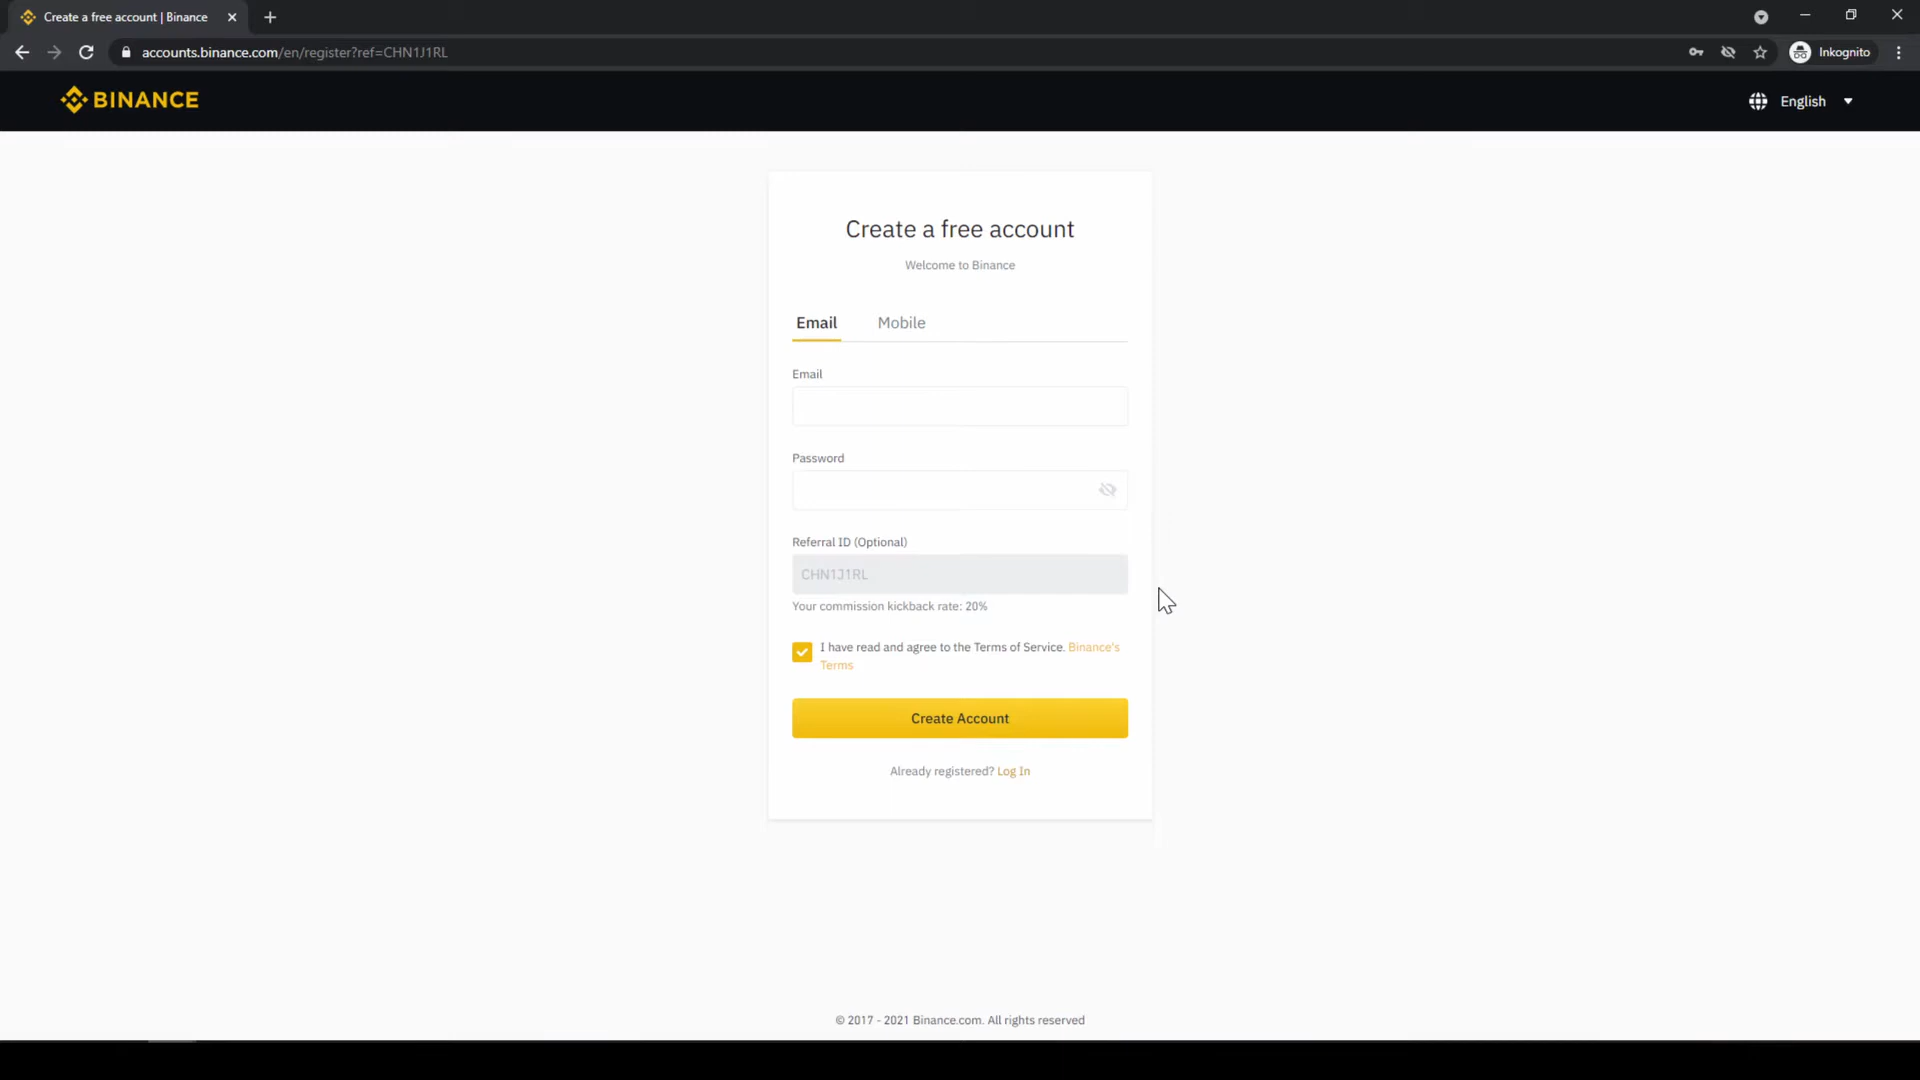 Create a free account | Binance
accounts.binance.com/en/register?ref=CHN1J1RL
Inkognito
BINANCE
English
Create a free account
Welcome to Binance
Email Mobile
Email
Password
Referral ID (Optional)
CHN1J1RL
Your commission kickback rate: 20%
I have read and agree to the Terms of Service. Binance's
Terms
Create Account
Already registered? Log In
© 2017 - 2021 Binance.com. All rights reserved